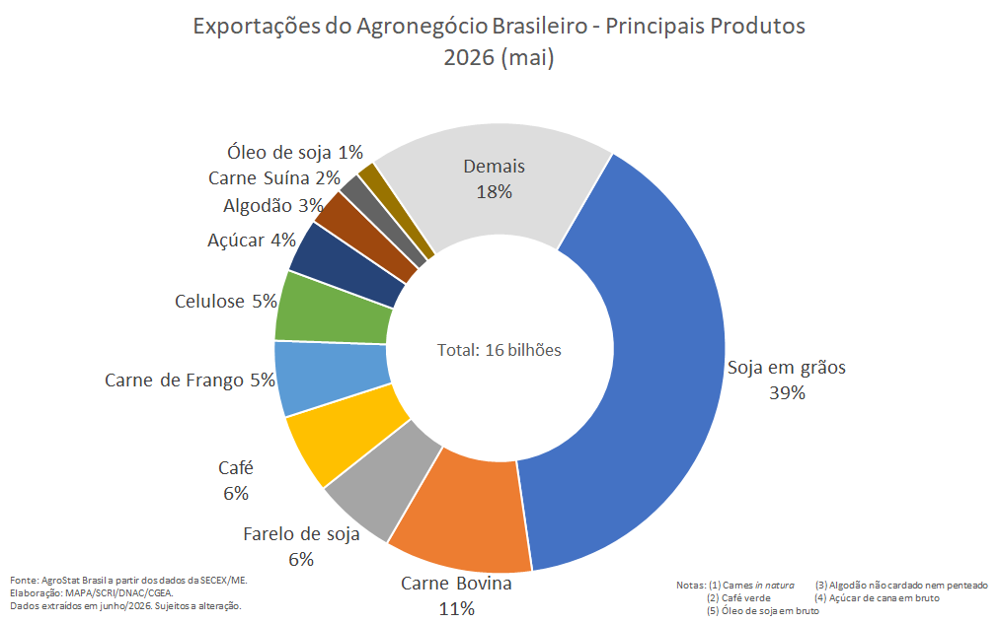 Exportações do Agronegócio Brasileiro - Principais Produtos
2026 (mai)
Óleo de soja 1%
Carne Suína 2%
Algodão 3%
Açúcar 4%
Celulose 5%
Carne de Frango 5%
Café
6%
Farelo de soja
6%
Carne Bovina
11%
Soja em grãos
39%
Demais
18%
Total: 16 bilhões
Fonte: AgroStat Brasil a partir dos dados da SECEX/ME.
Elaboração: MAPA/SCRI/DNAC/CGEA.
Dados extraídos em junho/2026. Sujeitos a alteração.
Notas: (1) Carnes in natura (3) Algodão não cardado nem penteado
(2) Café verde (4) Açúcar de cana em bruto
(5) Óleo de soja em bruto